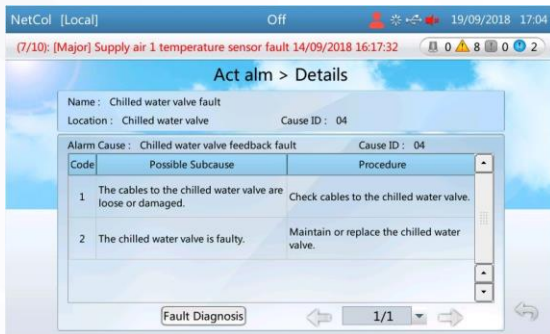 NetCol [Local] Off 19/09/2018 17:04
(7/10): [Major] Supply air 1 temperature sensor fault 14/09/2018 16:17:32 0 8 0 2
Act alm > Details
Name : Chilled water valve fault
Location : Chilled water valve Cause ID : 04
Alarm Cause : Chilled water valve feedback fault Cause ID : 04
Code Possible Subcause Procedure
1 The cables to the chilled water valve are loose or damaged. Check cables to the chilled water valve.
2 The chilled water valve is faulty. Maintain or replace the chilled water valve.
Fault Diagnosis 1/1